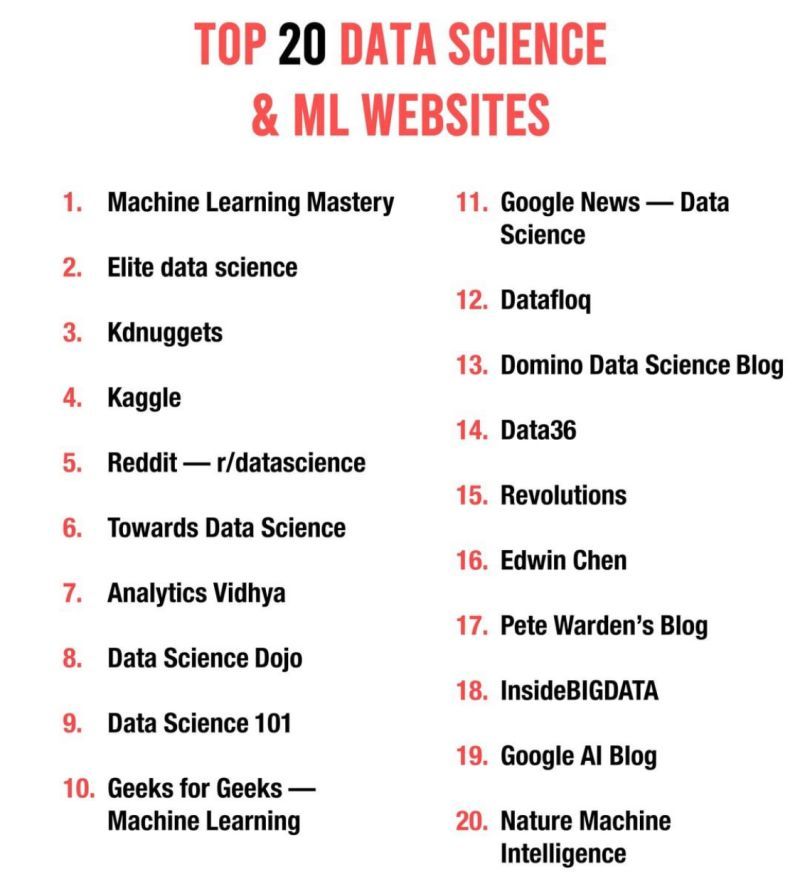 TOP 20 DATA SCIENCE
& ML WEBSITES
1. Machine Learning Mastery
2. Elite data science
3. Kdnuggets
4. Kaggle
5. Reddit — r/datascience
6. Towards Data Science
7. Analytics Vidhya
8. Data Science Dojo
9. Data Science 101
10. Geeks for Geeks —
Machine Learning
11. Google News — Data
Science
12. Datafloq
13. Domino Data Science Blog
14. Data36
15. Revolutions
16. Edwin Chen
17. Pete Warden’s Blog
18. InsideBIGDATA
19. Google AI Blog
20. Nature Machine
Intelligence